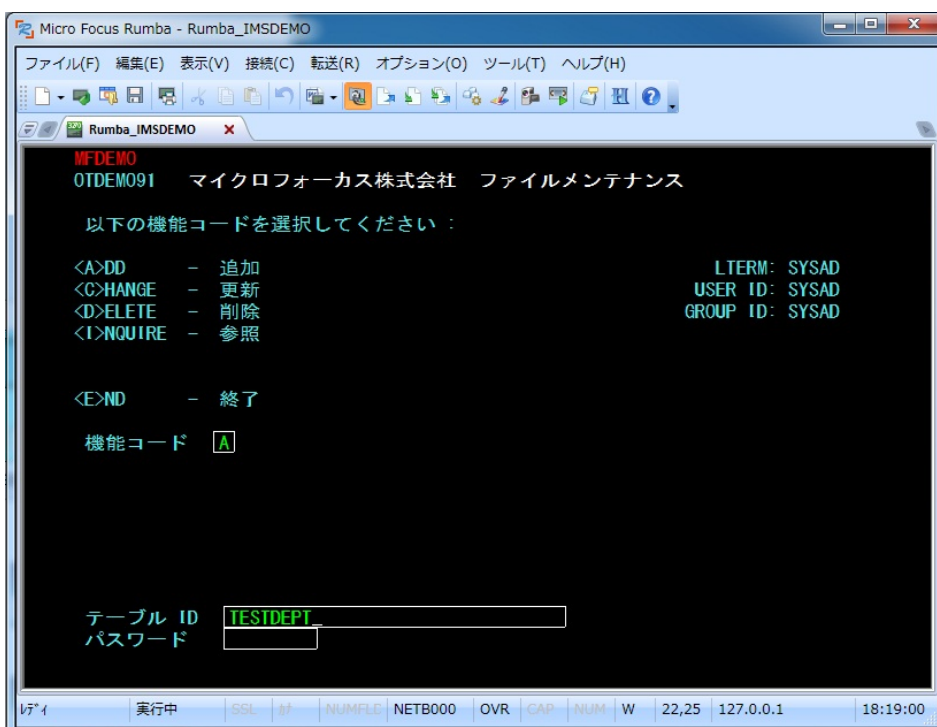 Micro Focus Rumba - Rumba_IMSDEMO
ファイル(F) 編集(E) 表示(V) 接続(C) 転送(R) オプション(O) ツール(T) ヘルプ(H)
Rumba_IMSDEMO
MFDEMO
OTDEMO91 マイクロフォーカス株式会社 ファイルメンテナンス
以下の機能コードを選択してください :
<A>DD - 追加 LTERM: SYSAD
<C>HANGE - 更新 USER ID: SYSAD
<D>ELETE - 削除 GROUP ID: SYSAD
<I>NQUIRE - 参照
<E>ND - 終了
機能コード A
テーブル ID TESTDEPT_
パスワード
ﾚﾃﾞｨ 実行中 SSL ｶﾅ NUMFLD NETB000 OVR CAP NUM W 22,25 127.0.0.1 18:19:00